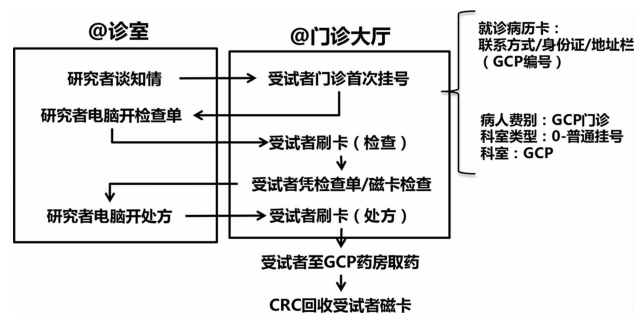 @诊室
@门诊大厅
研究者谈知情
受试者门诊首次挂号
研究者电脑开检查单
受试者刷卡（检查）
受试者凭检查单/磁卡检查
研究者电脑开处方
受试者刷卡（处方）
受试者至GCP药房取药
CRC回收受试者磁卡
就诊病历卡：
联系方式/身份证/地址栏
（GCP编号）
病人费别：GCP门诊
科室类型：0-普通挂号
科室：GCP